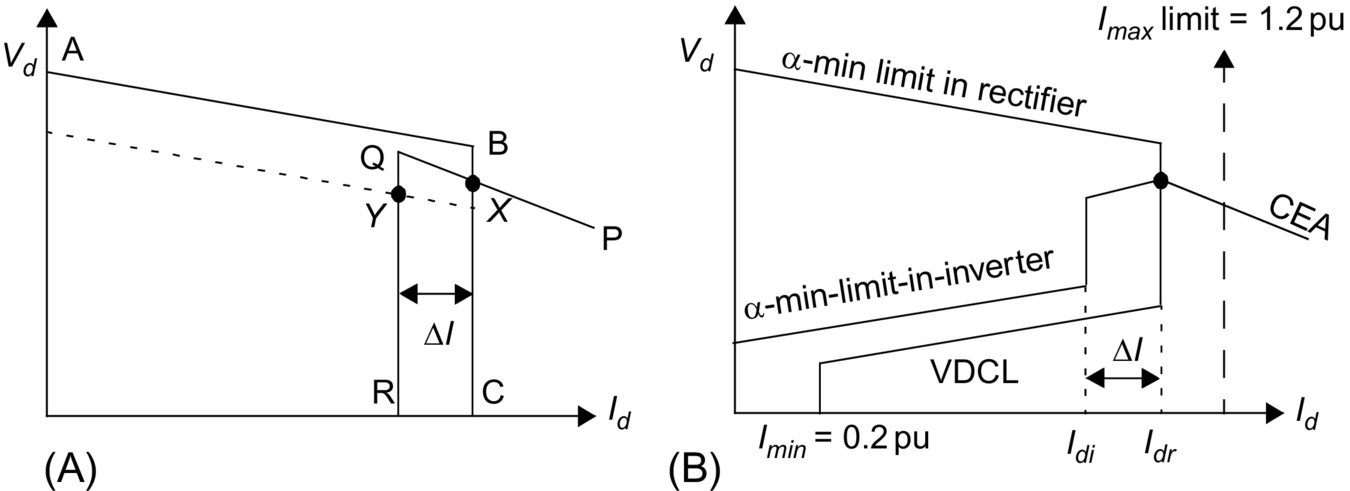 V_d
A
B
Q
Y
X
P
ΔI
R
C
I_d
(A)
V_d
I_max limit = 1.2 pu
α-min limit in rectifier
CEA
α-min-limit-in-inverter
VDCL
ΔI
I_d
I_min = 0.2 pu
I_di
I_dr
(B)